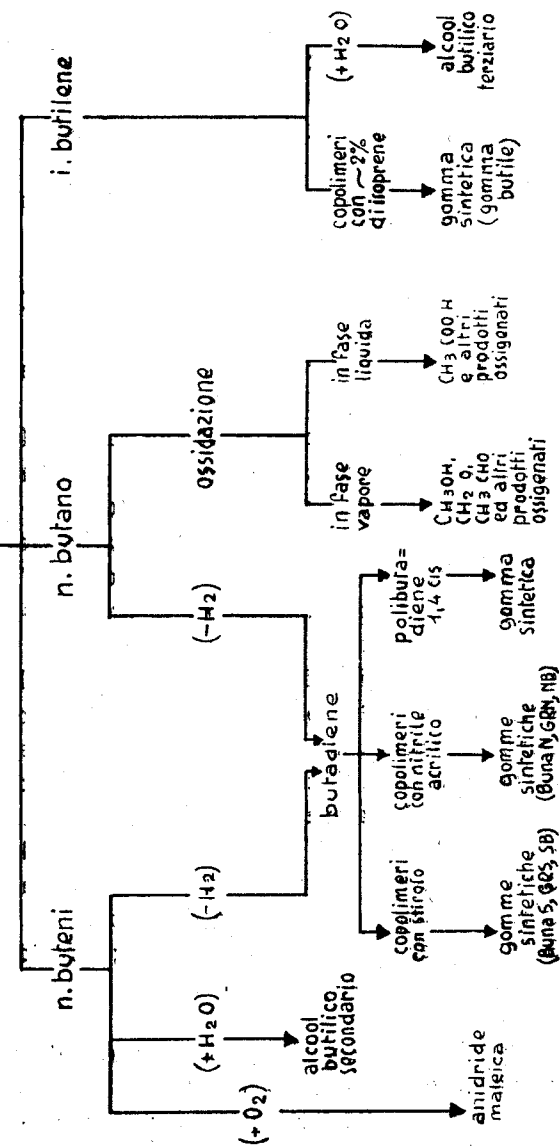 n. buteni
n. butano
i. butilene
(+ O2)
(+H2O)
(-H2)
(-H2)
ossidazione
copolimeri
con ~2%
di isoprene
(+H2O)
alcool
butilico
secondario
butadiene
in fase
vapore
in fase
liquida
gomma
sintetica
(gomma
butile)
alcool
butilico
terziario
anidride
maleica
copolimeri
con stirolo
copolimeri
con nitrile
acrilico
polibuta=
diene
1,4 cis
CH3OH,
CH2O,
CH3CHO
ed altri
prodotti
ossigenati
CH3COOH
e altri
prodotti
ossigenati
gomme
sintetiche
(Buna S, GRS, SB)
gomme
sintetiche
(Buna N, GRN, NB)
gomma
sintetica